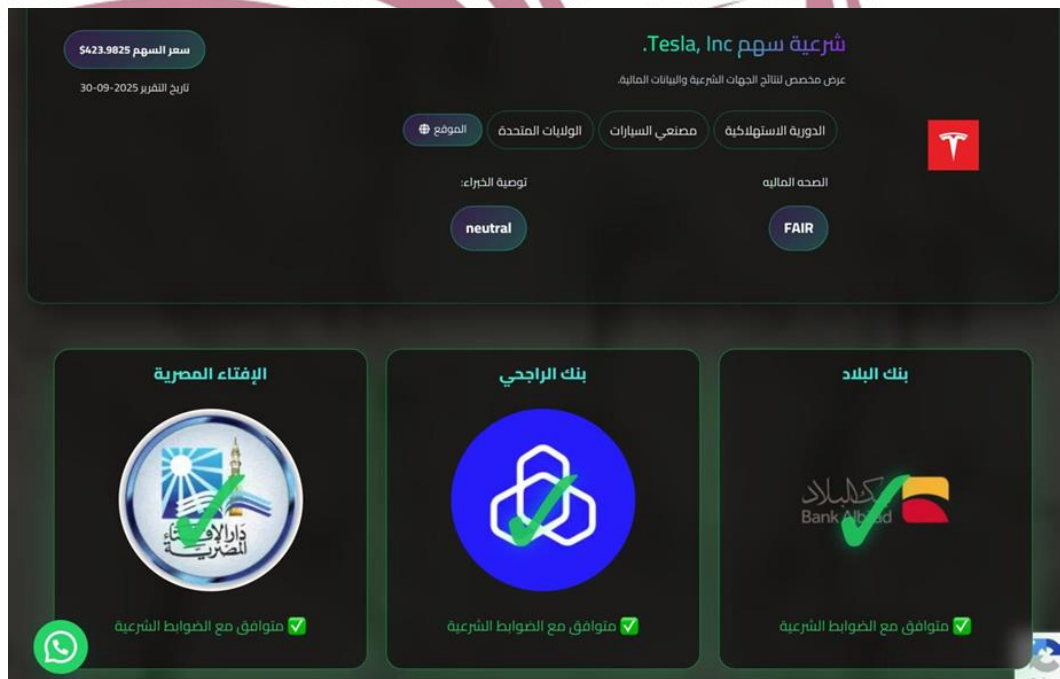 شرعية سهم Tesla, Inc.
سعر السهم 423.9825$
عرض مخصص لنتائج الجهات الشرعية والبيانات المالية.
تاريخ التقرير 2025-09-30
الدورية الاستهلاكية
مصنعي السيارات
الولايات المتحدة
الموقع
الصحه الماليه
توصية الخبراء:
FAIR
neutral
بنك البلاد
بنك الراجحي
الإفتاء المصرية
بنك البلاد
Bank Albilad
دار الإفتاء
المصرية
متوافق مع الضوابط الشرعية
متوافق مع الضوابط الشرعية
متوافق مع الضوابط الشرعية